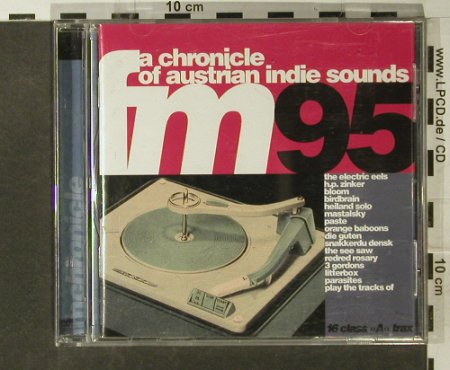 10 cm
a chronicle
of austrian indie sounds
fm95
the electric eels
h.p. zinker
bloom
birdbrain
heiland solo
mastalsky
paste
orange baboons
die guten
snakkerdu densk
the see saw
redred rosary
3 gordons
litterbox
parasites
play the tracks of
16 class »A« trax
www.LPCD.de / CD
10 cm